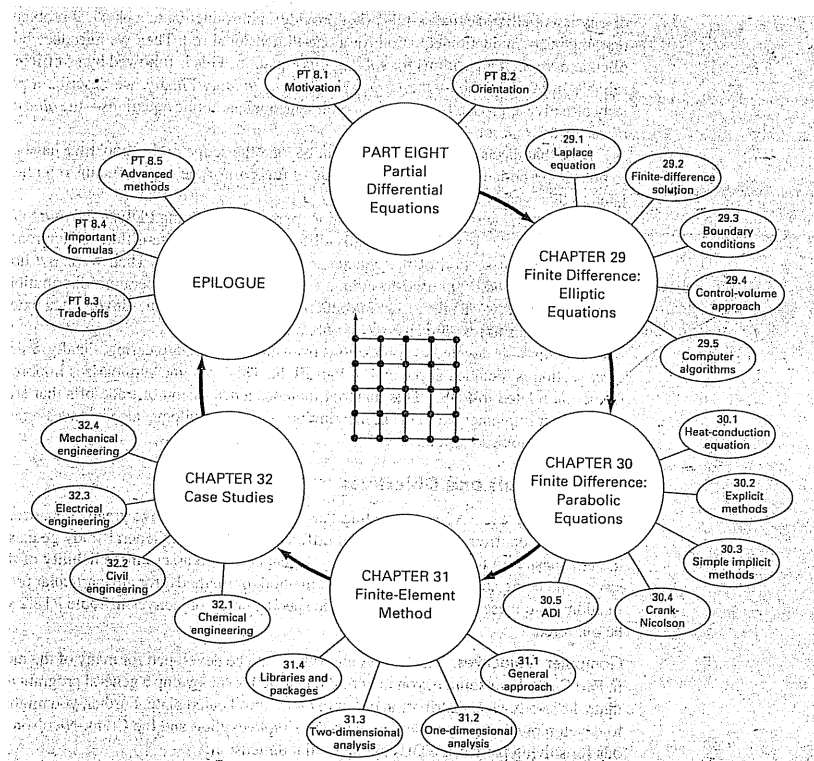 PT 8.1
Motivation
PT 8.2
Orientation
PART EIGHT
Partial
Differential
Equations
29.1
Laplace
equation
29.2
Finite-difference
solution
29.3
Boundary
conditions
29.4
Control-volume
approach
29.5
Computer
algorithms
CHAPTER 29
Finite Difference:
Elliptic
Equations
30.1
Heat-conduction
equation
30.2
Explicit
methods
30.3
Simple implicit
methods
30.4
Crank-
Nicolson
30.5
ADI
CHAPTER 30
Finite Difference:
Parabolic
Equations
CHAPTER 31
Finite-Element
Method
31.1
General
approach
31.2
One-dimensional
analysis
31.3
Two-dimensional
analysis
31.4
Libraries and
packages
CHAPTER 32
Case Studies
32.1
Chemical
engineering
32.2
Civil
engineering
32.3
Electrical
engineering
32.4
Mechanical
engineering
EPILOGUE
PT 8.3
Trade-offs
PT 8.4
Important
formulas
PT 8.5
Advanced
methods